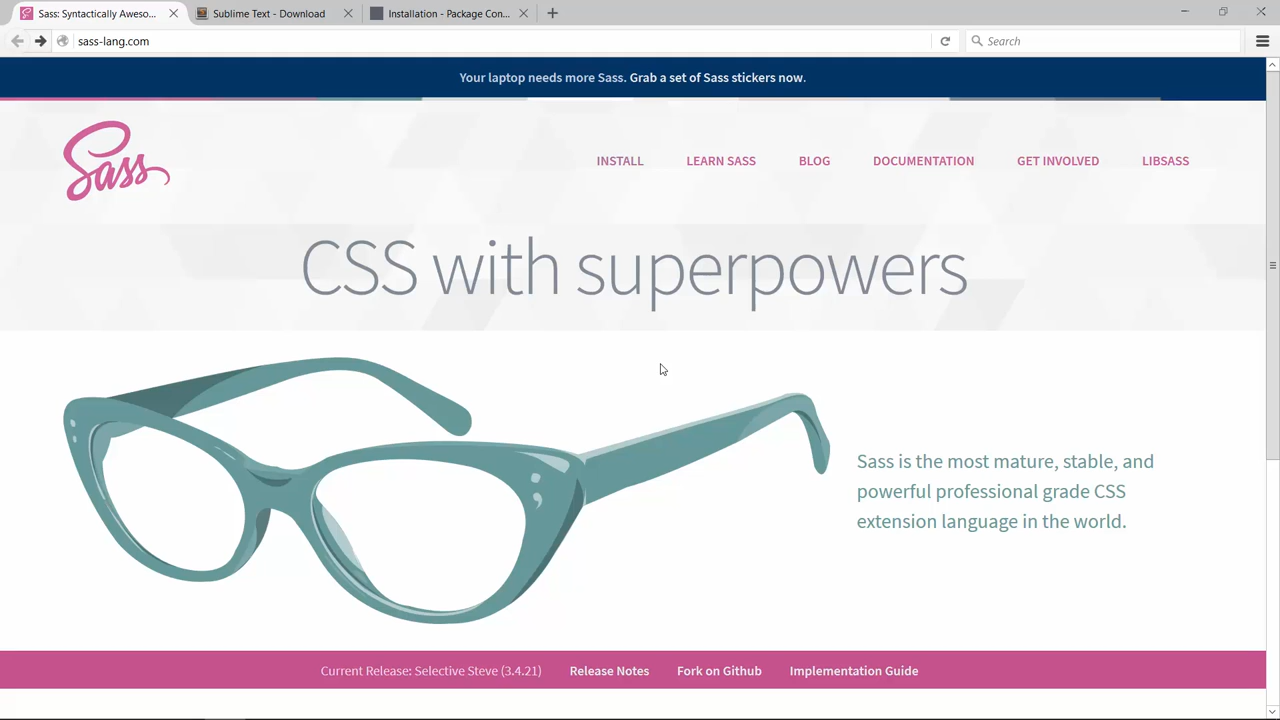 Sass: Syntactically Aweso...
Sublime Text - Download
Installation - Package Con...
sass-lang.com
Search
Your laptop needs more Sass. Grab a set of Sass stickers now.
Sass
INSTALL
LEARN SASS
BLOG
DOCUMENTATION
GET INVOLVED
LIBSASS
CSS with superpowers
Sass is the most mature, stable, and
powerful professional grade CSS
extension language in the world.
Current Release: Selective Steve (3.4.21)
Release Notes
Fork on Github
Implementation Guide